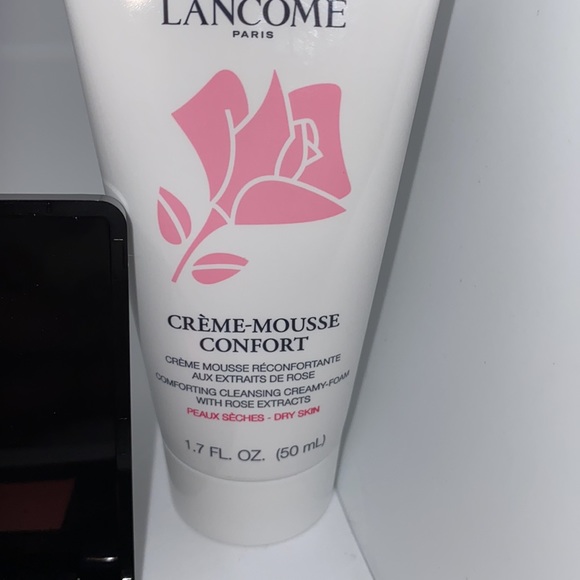 LANCÔME
PARIS
CRÈME-MOUSSE
CONFORT
CRÈME MOUSSE RÉCONFORTANTE
AUX EXTRAITS DE ROSE
COMFORTING CLEANSING CREAMY-FOAM
WITH ROSE EXTRACTS
PEAUX SÈCHES - DRY SKIN
1.7 FL. OZ. (50 mL)